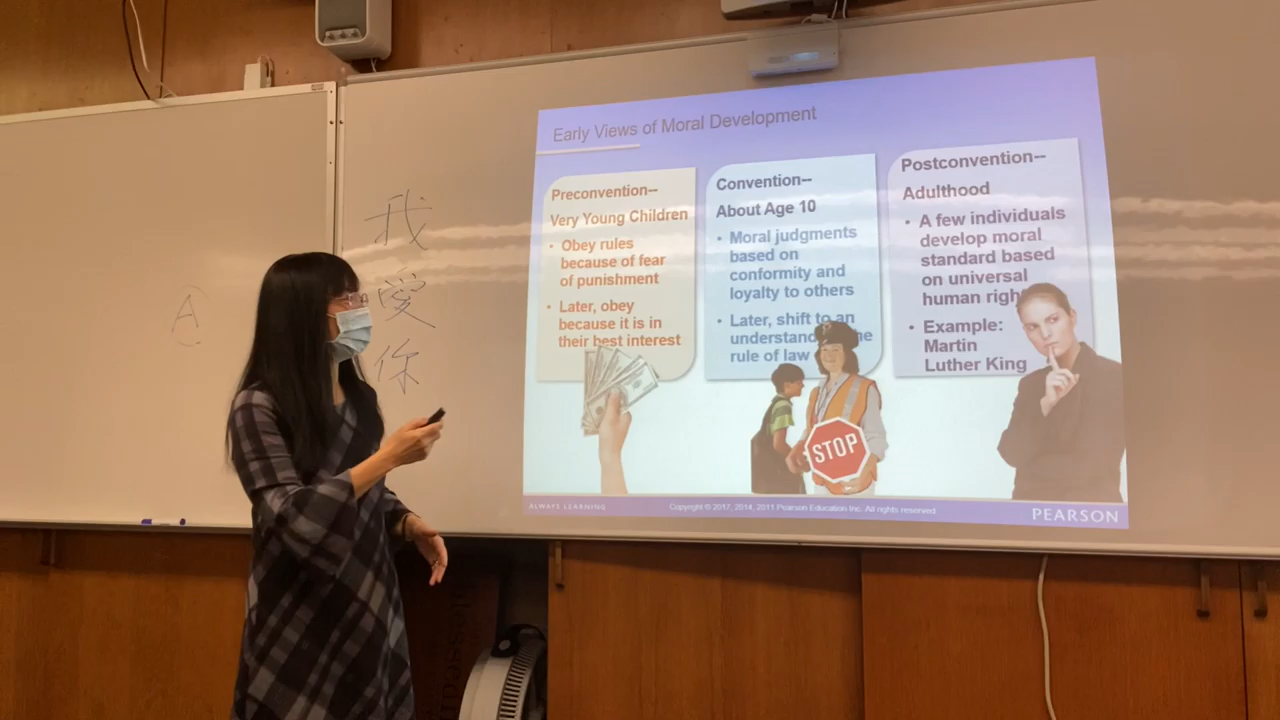 A
我
愛
你
Early Views of Moral Development
Preconvention--
Very Young Children
• Obey rules
because of fear
of punishment
• Later, obey
because it is in
their best interest
Convention--
About Age 10
• Moral judgments
based on
conformity and
loyalty to others
• Later, shift to an
rule of law
Postconvention--
Adulthood
• A few individuals
develop moral
standard based
on universal
human
• Example:
Martin
Luther King
STOP
ALWAYS LEARNING
Copyright © 2017, 2014, 2011 Pearson Education Inc. All rights reserved
PEARSON